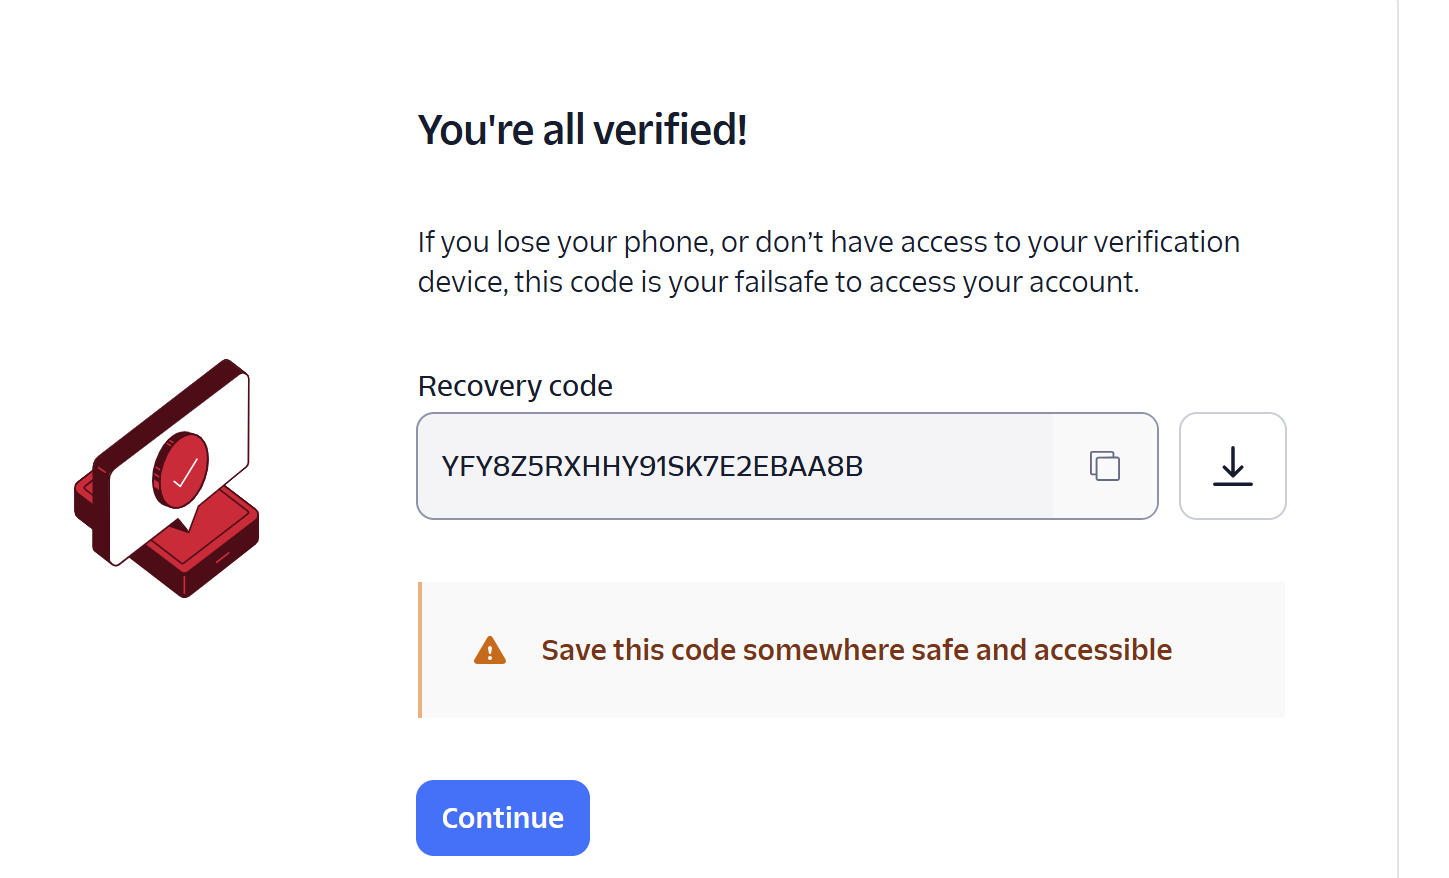 You're all verified!
If you lose your phone, or don’t have access to your verification
device, this code is your failsafe to access your account.
Recovery code
YFY8Z5RXHHY91SK7E2EBAA8B
Save this code somewhere safe and accessible
Continue